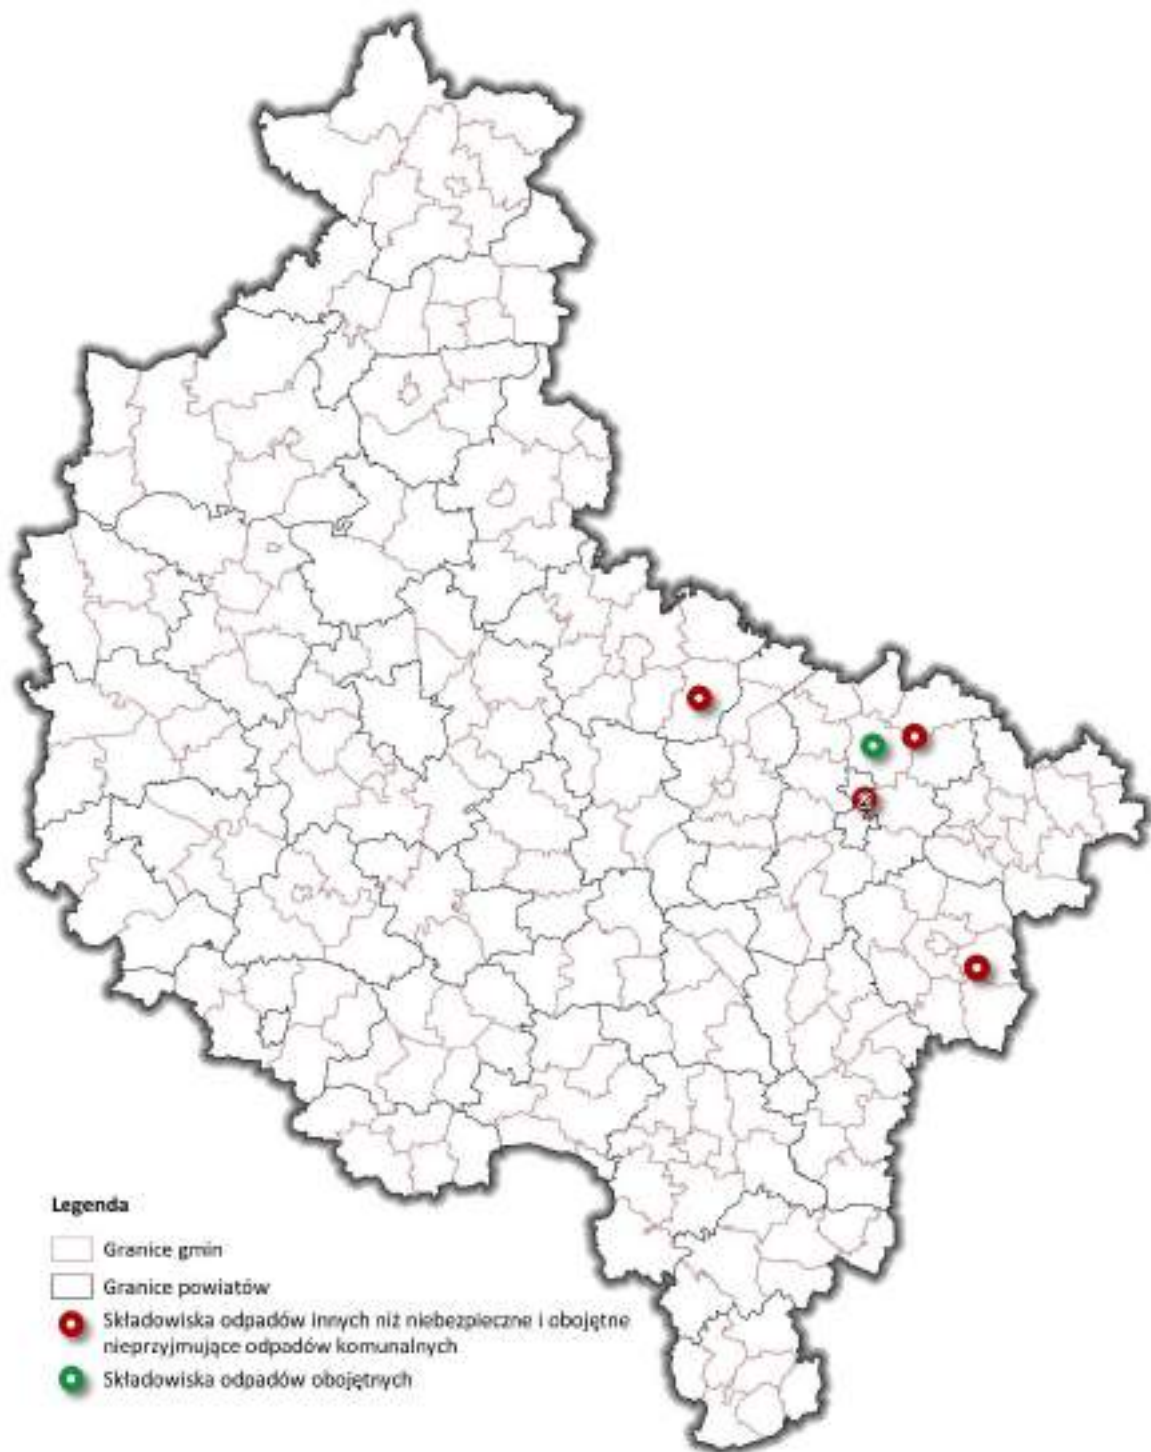 Legenda
Granice gmin
Granice powiatów
Składowiska odpadów innych niż niebezpieczne i obojętne
nieprzyjmujące odpadów komunalnych
Składowiska odpadów obojętnych